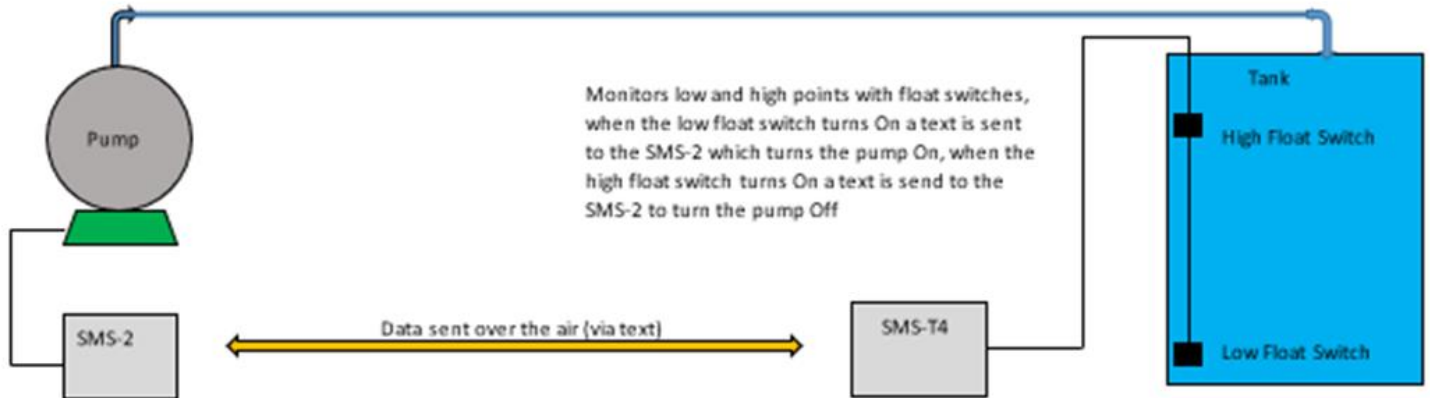 Tank
Pump
Monitors low and high points with float switches,
when the low float switch turns On a text is sent
to the SMS-2 which turns the pump On, when the
high float switch turns On a text is send to the
SMS-2 to turn the pump Off
High Float Switch
SMS-2
Data sent over the air (via text)
SMS-T4
Low Float Switch